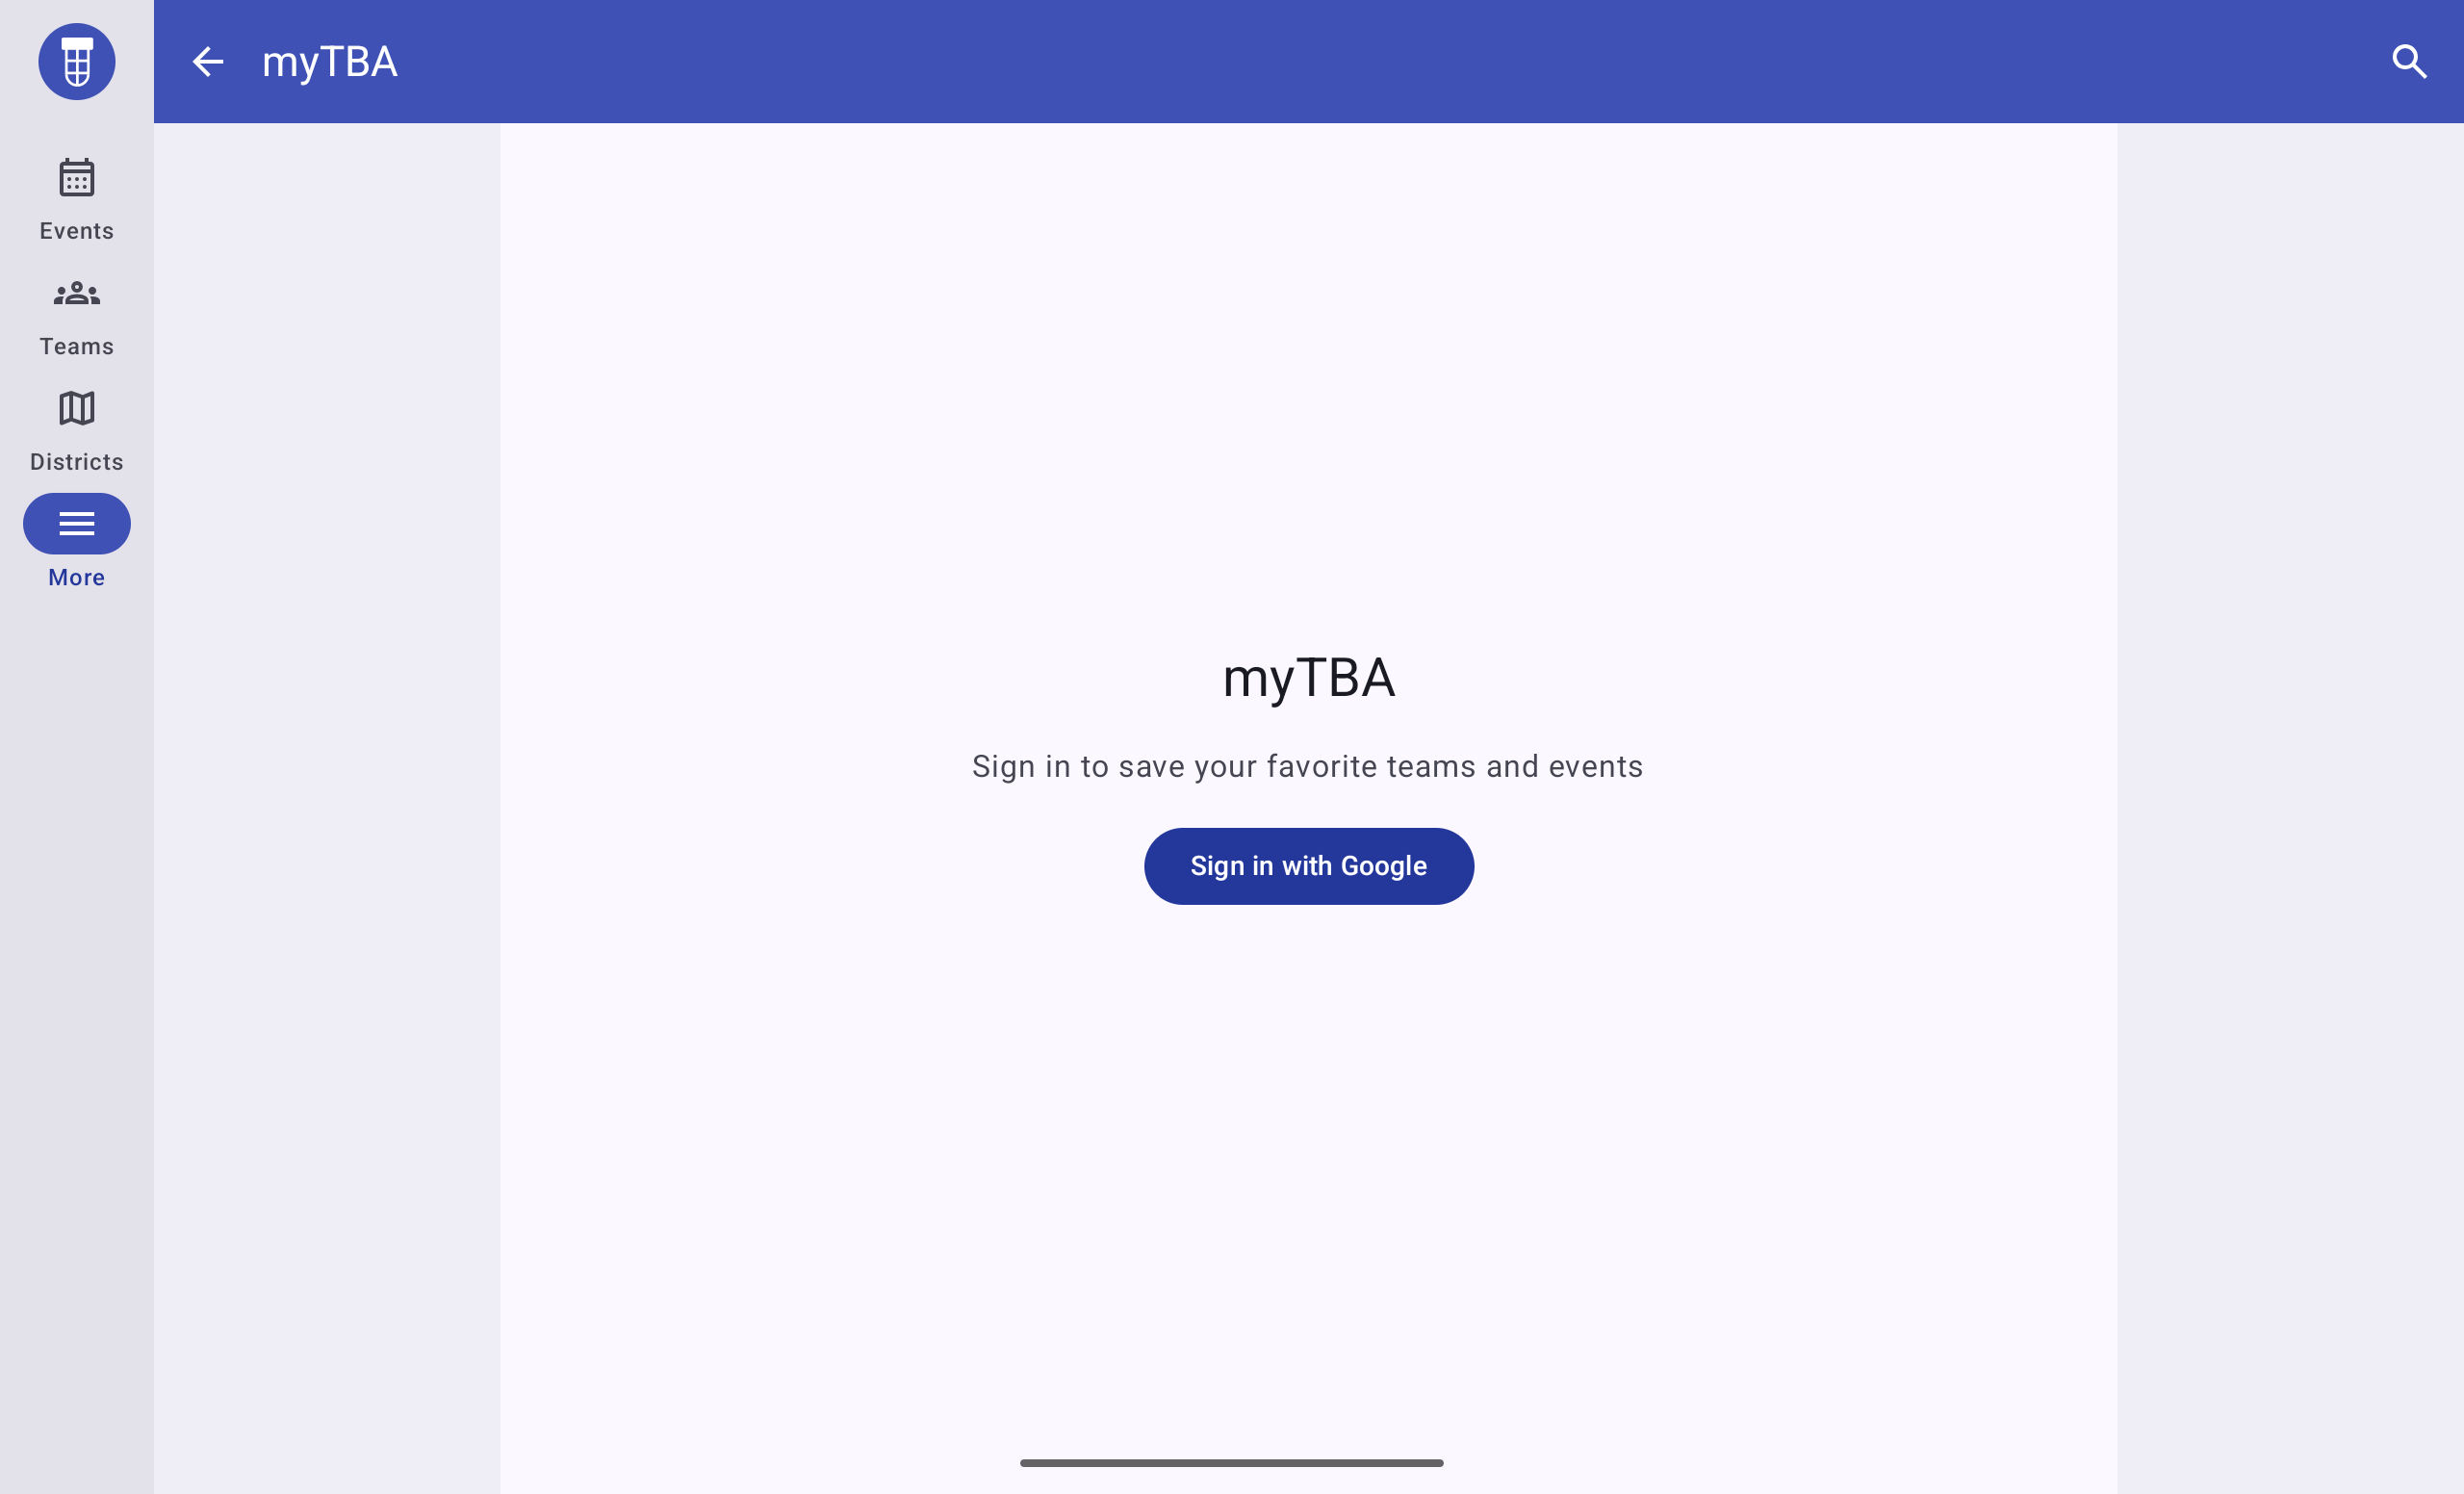 myTBA
Events
Teams
Districts
More
myTBA
Sign in to save your favorite teams and events
Sign in with Google